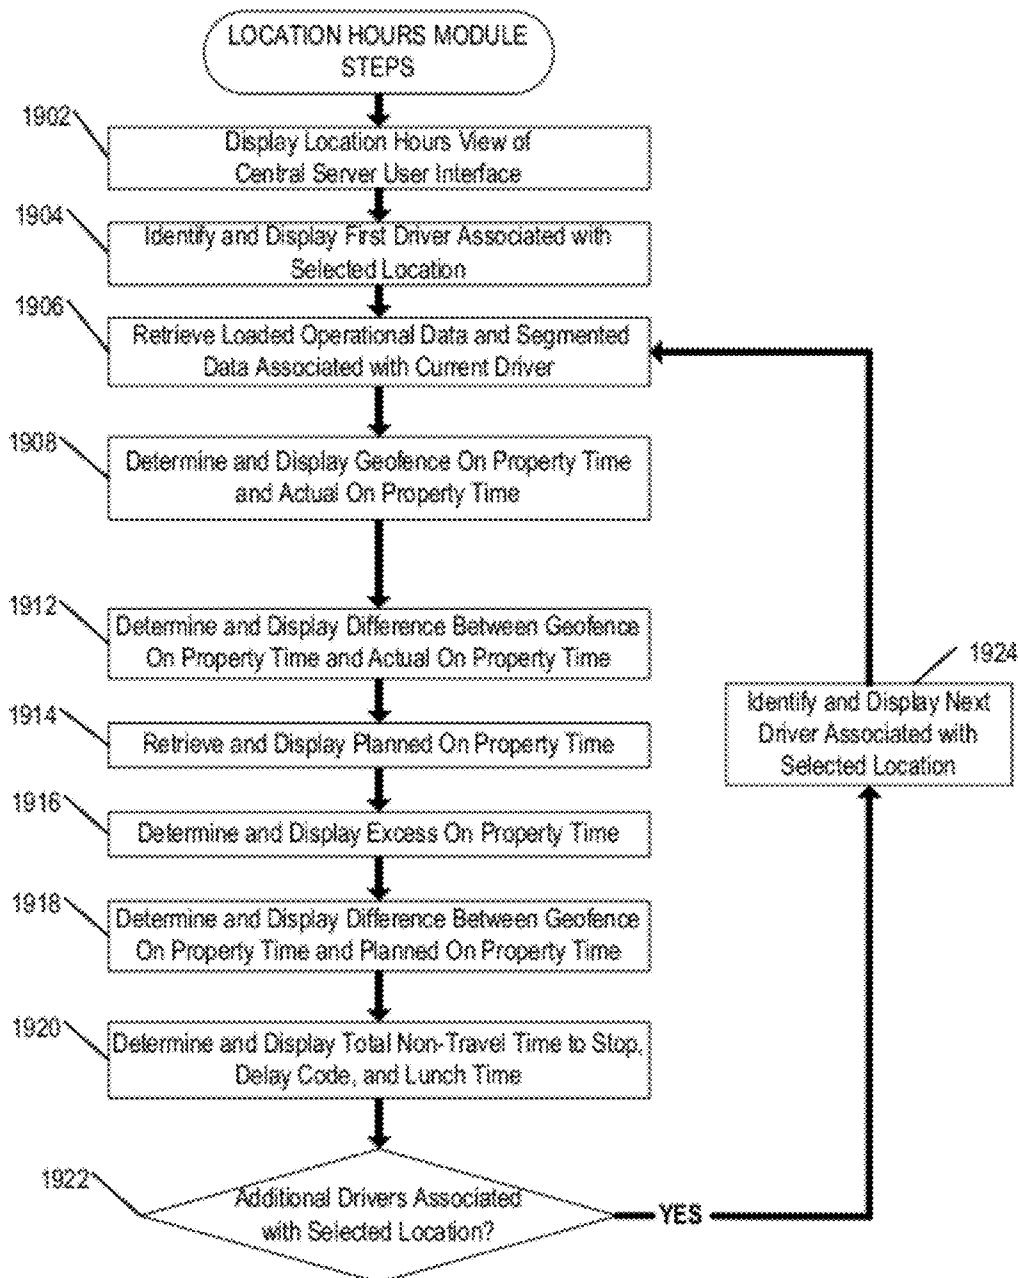 LOCATION HOURS MODULE
STEPS
1902
Display Location Hours View of
Central Server User Interface
1904
Identify and Display First Driver Associated with
Selected Location
1906
Retrieve Loaded Operational Data and Segmented
Data Associated with Current Driver
1908
Determine and Display Geofence On Property Time
and Actual On Property Time
1912
Determine and Display Difference Between Geofence
On Property Time and Actual On Property Time
1914
Retrieve and Display Planned On Property Time
1916
Determine and Display Excess On Property Time
1918
Determine and Display Difference Between Geofence
On Property Time and Planned On Property Time
1920
Determine and Display Total Non-Travel Time to Stop,
Delay Code, and Lunch Time
1922
Additional Drivers Associated
with Selected Location?
YES
1924
Identify and Display Next
Driver Associated with
Selected Location